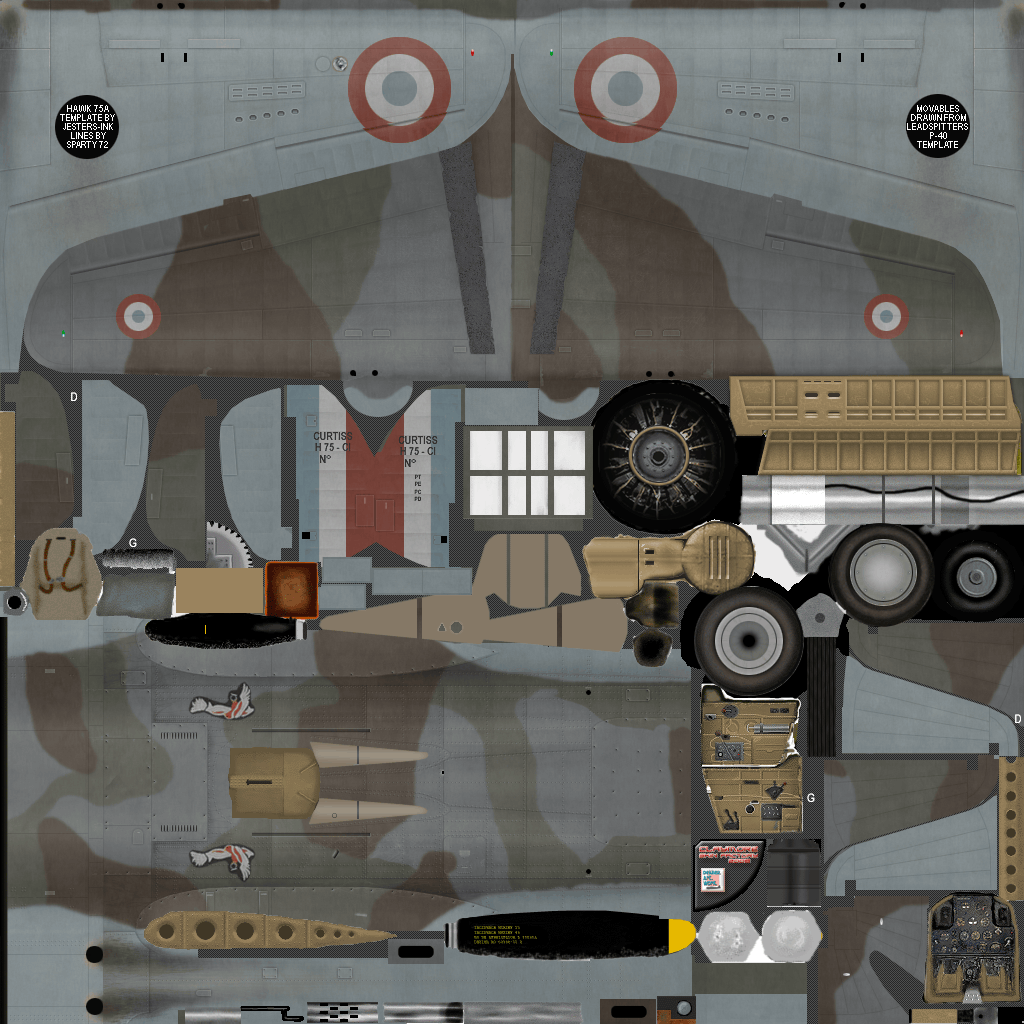 HAWK 75A
TEMPLATE BY
JESTERS-INK
LINES BY
SPARTY 72
MOVABLES
DRAWN FROM
LEADSPITTERS
P-40
TEMPLATE
D
CURTISS
H 75 - CI
N°
CURTISS
H 75 - CI
N°
PT
PE
PC
PD
G
D
G